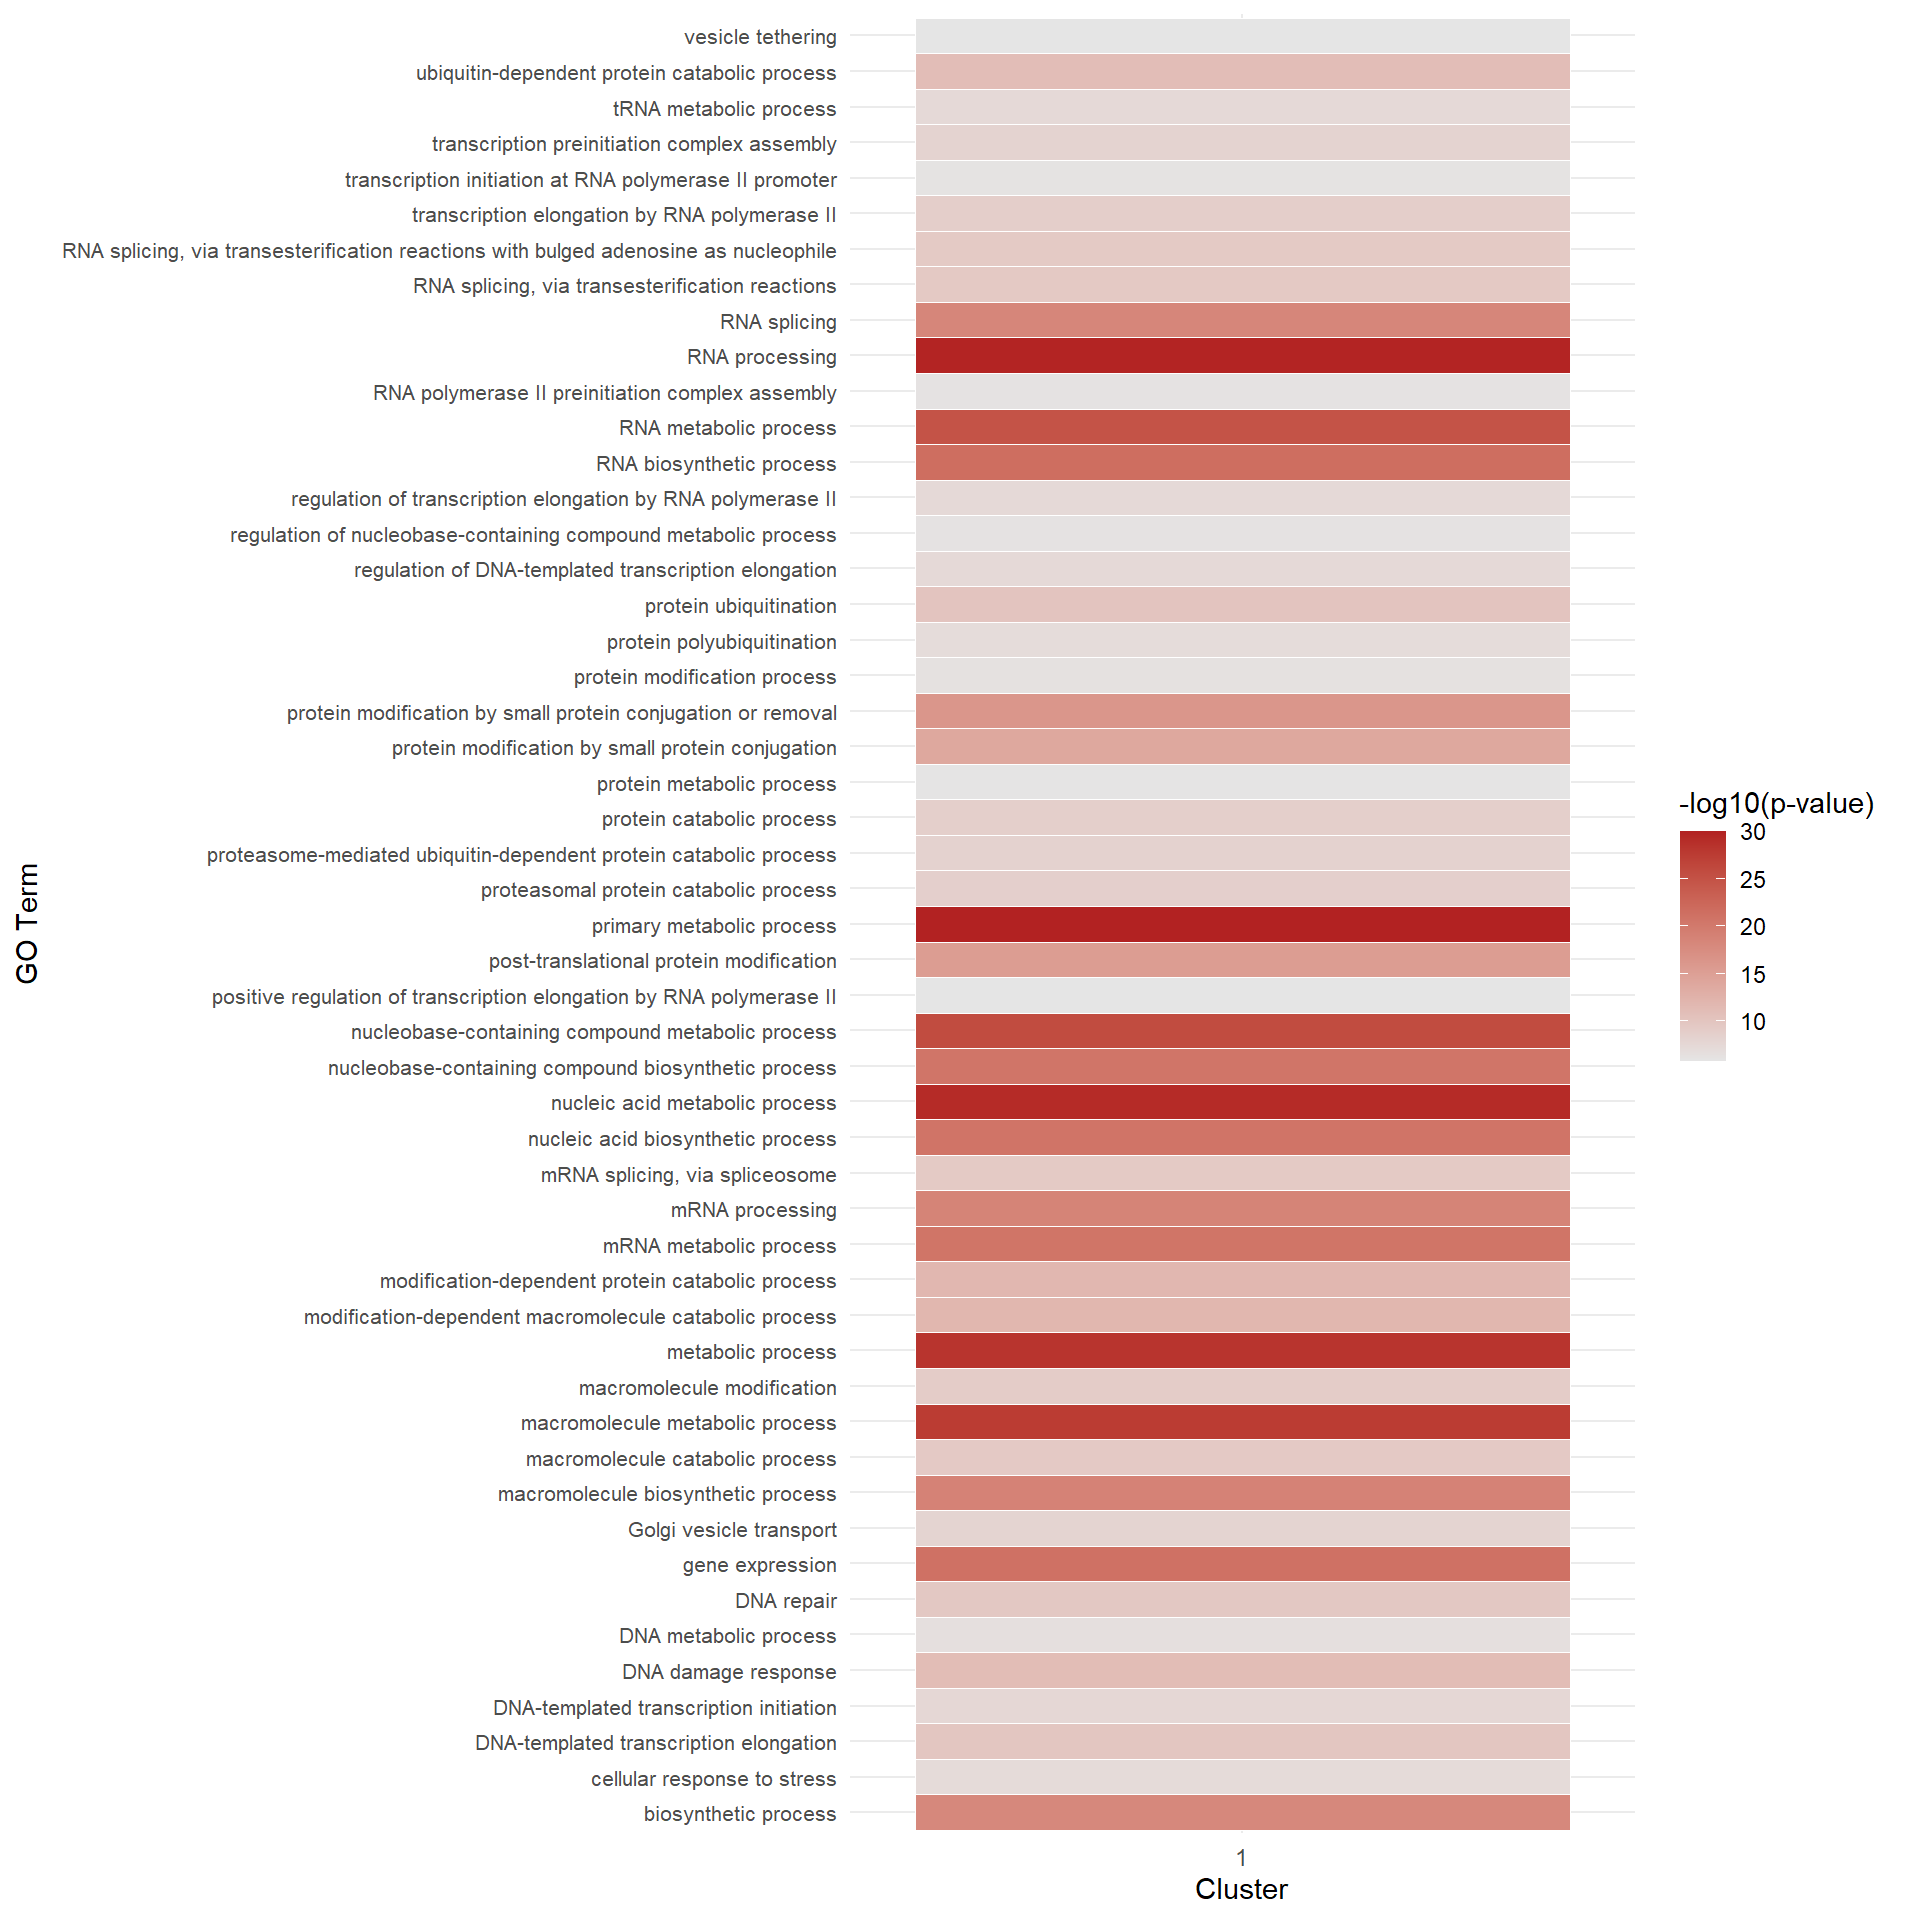 vesicle tethering
ubiquitin-dependent protein catabolic process
tRNA metabolic process
transcription preinitiation complex assembly
transcription initiation at RNA polymerase II promoter
transcription elongation by RNA polymerase II
RNA splicing, via transesterification reactions with bulged adenosine as nucleophile
RNA splicing, via transesterification reactions
RNA splicing
RNA processing
RNA polymerase II preinitiation complex assembly
RNA metabolic process
RNA biosynthetic process
regulation of transcription elongation by RNA polymerase II
regulation of nucleobase-containing compound metabolic process
regulation of DNA-templated transcription elongation
protein ubiquitination
protein polyubiquitination
protein modification process
protein modification by small protein conjugation or removal
protein modification by small protein conjugation
protein metabolic process
protein catabolic process
proteasome-mediated ubiquitin-dependent protein catabolic process
proteasomal protein catabolic process
primary metabolic process
post-translational protein modification
positive regulation of transcription elongation by RNA polymerase II
nucleobase-containing compound metabolic process
nucleobase-containing compound biosynthetic process
nucleic acid metabolic process
nucleic acid biosynthetic process
mRNA splicing, via spliceosome
mRNA processing
mRNA metabolic process
modification-dependent protein catabolic process
modification-dependent macromolecule catabolic process
metabolic process
macromolecule modification
macromolecule metabolic process
macromolecule catabolic process
macromolecule biosynthetic process
Golgi vesicle transport
gene expression
DNA repair
DNA metabolic process
DNA damage response
DNA-templated transcription initiation
DNA-templated transcription elongation
cellular response to stress
biosynthetic process
GO Term
1
Cluster
-log10(p-value)
30
25
20
15
10